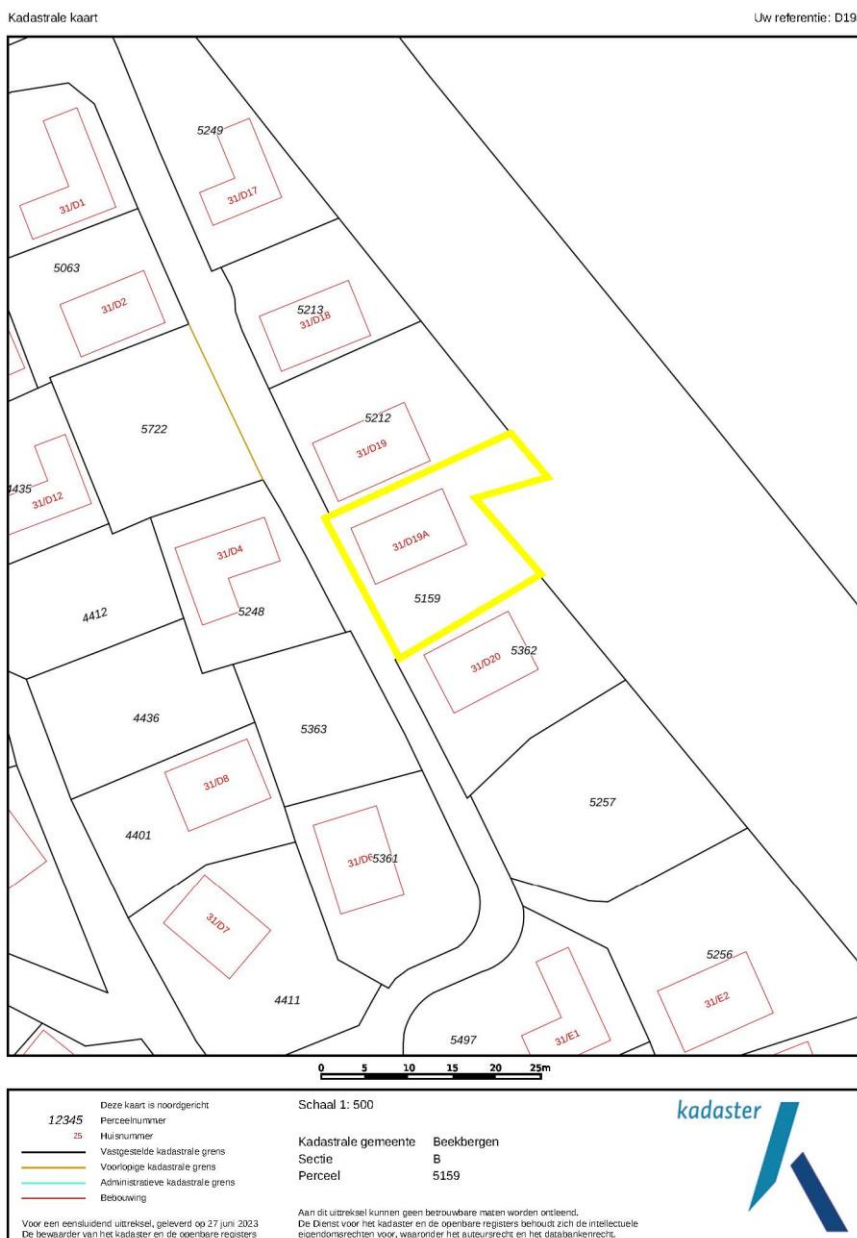 Kadastrale kaart Uw referentie: D19
5249
31/D17
31/D1
5063
31/D2
5213
31/D18
5722
5212
31/D19
4435
31/D12
31/D4
31/D19A
5159
4412
5248
31/D20
5362
4436
5363
31/D8
5257
4401
31/D6
5361
31/D7
5256
4411
31/E2
5497
31/E1
0 5 10 15 20 25m
Deze kaart is noordgericht
12345 Perceelnummer
25 Huisnummer
Vastgestelde kadastrale grens
Voorlopige kadastrale grens
Administratieve kadastrale grens
Bebouwing
Voor een eensluidend uittreksel, geleverd op 27 juni 2023
De bewaarder van het kadaster en de openbare registers
Schaal 1: 500
Kadastrale gemeente Beekbergen
Sectie B
Perceel 5159
Aan dit uittreksel kunnen geen betrouwbare maten worden ontleend.
De Dienst voor het kadaster en de openbare registers behoudt zich de intellectuele
eigendomsrechten voor, waaronder het auteursrecht en het databankenrecht.
kadaster